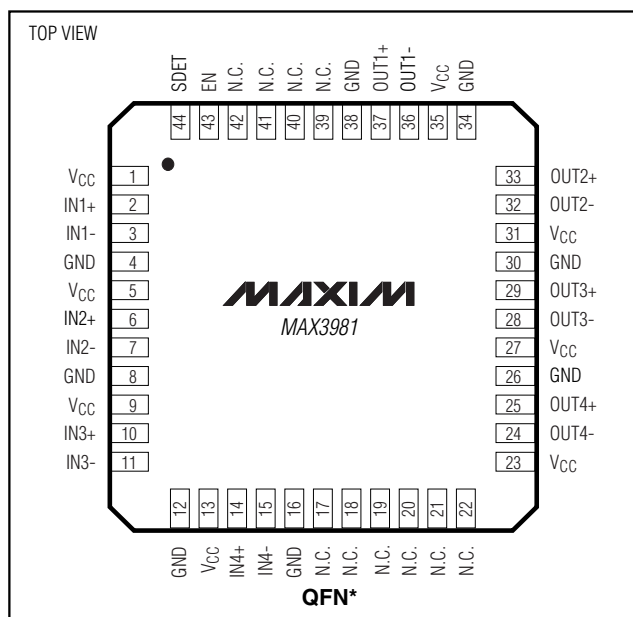 TOP VIEW
SDET EN N.C. N.C. N.C. N.C. GND OUT1+ OUT1- VCC GND
44 43 42 41 40 39 38 37 36 35 34
VCC 1
IN1+ 2
IN1- 3
GND 4
VCC 5
IN2+ 6
IN2- 7
GND 8
VCC 9
IN3+ 10
IN3- 11
MAXIM
MAX3981
33 OUT2+
32 OUT2-
31 VCC
30 GND
29 OUT3+
28 OUT3-
27 VCC
26 GND
25 OUT4+
24 OUT4-
23 VCC
12 13 14 15 16 17 18 19 20 21 22
GND VCC IN4+ IN4- GND N.C. N.C. N.C. N.C. N.C. N.C.
QFN*